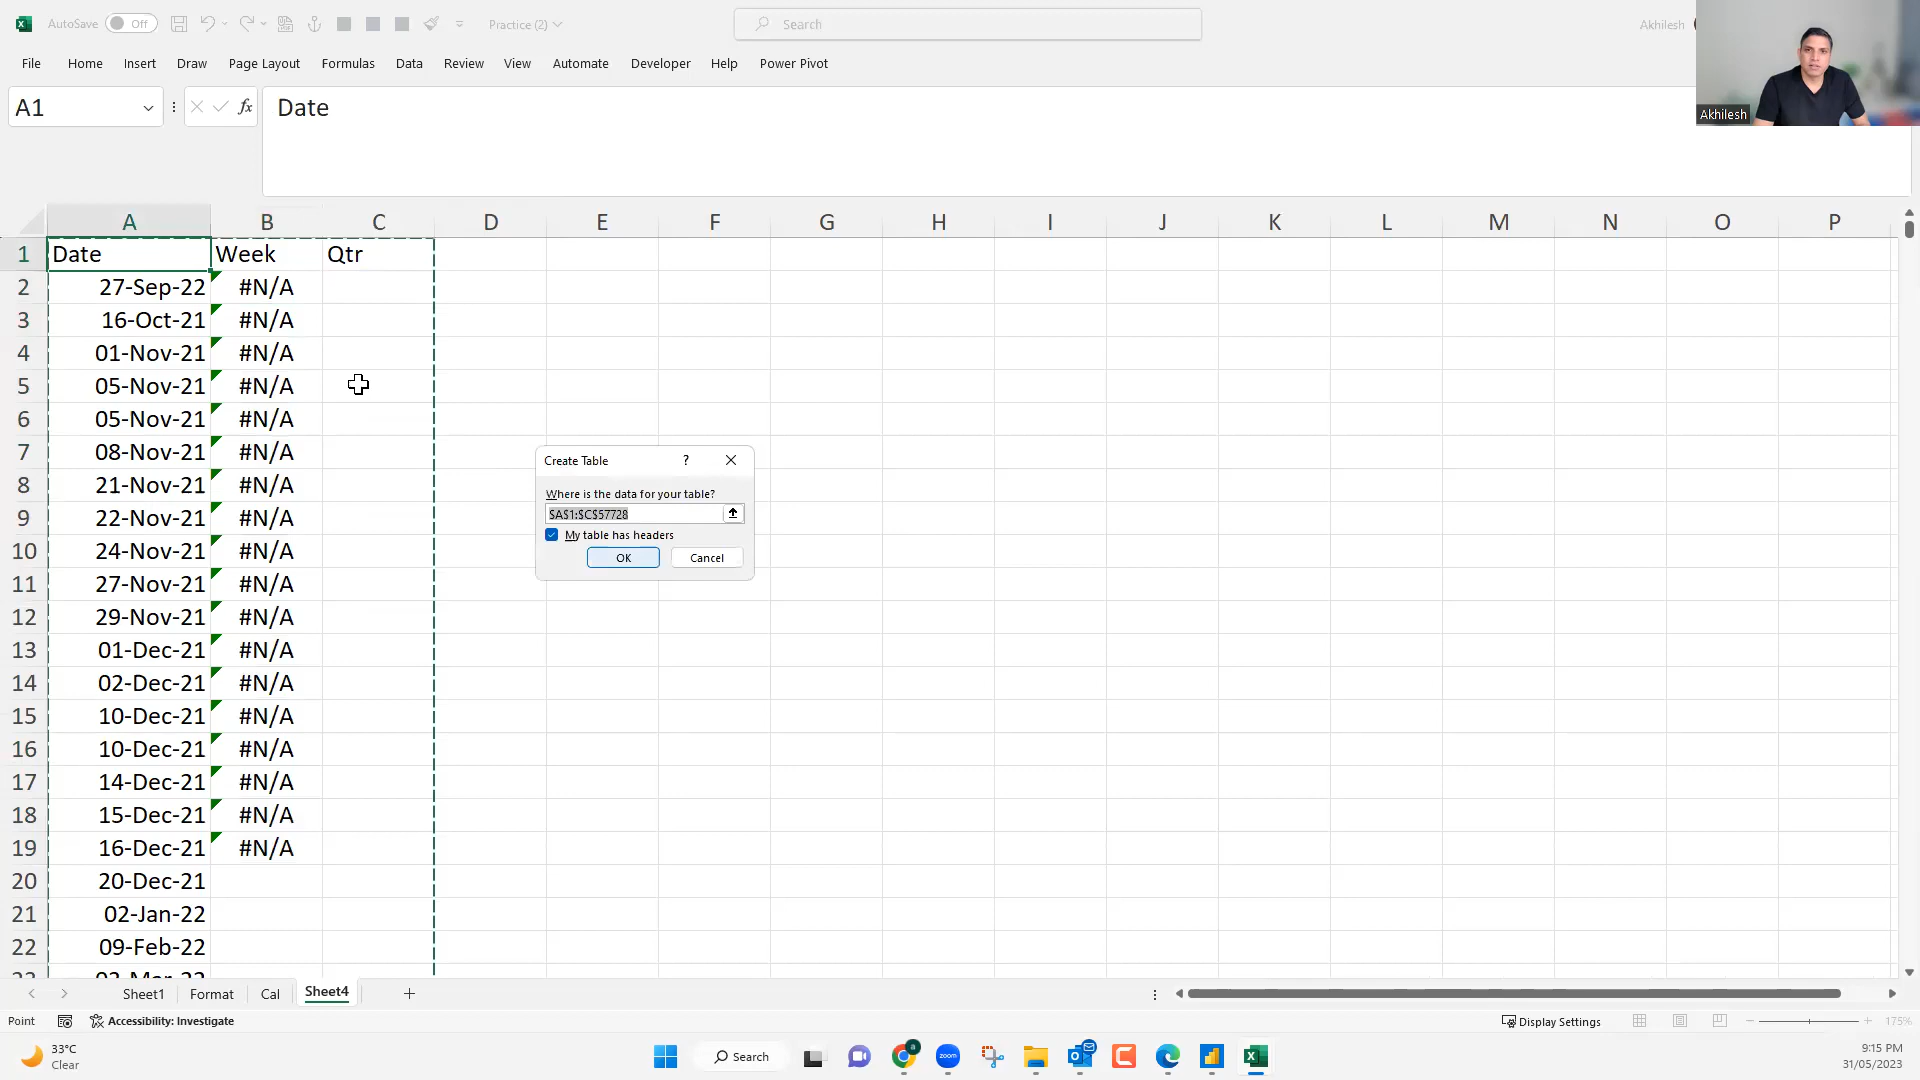 AutoSave Off Practice (2) Search Akhilesh
File Home Insert Draw Page Layout Formulas Data Review View Automate Developer Help Power Pivot
Akhilesh
A1 fx Date
A B C D E F G H I J K L M N O P
1 Date Week Qtr
2 27-Sep-22 #N/A
3 16-Oct-21 #N/A
4 01-Nov-21 #N/A
5 05-Nov-21 #N/A
6 05-Nov-21 #N/A
7 08-Nov-21 #N/A
8 21-Nov-21 #N/A
9 22-Nov-21 #N/A
10 24-Nov-21 #N/A
11 27-Nov-21 #N/A
12 29-Nov-21 #N/A
13 01-Dec-21 #N/A
14 02-Dec-21 #N/A
15 10-Dec-21 #N/A
16 10-Dec-21 #N/A
17 14-Dec-21 #N/A
18 15-Dec-21 #N/A
19 16-Dec-21 #N/A
20 20-Dec-21
21 02-Jan-22
22 09-Feb-22
Create Table ?
Where is the data for your table?
$A$1:$C$57728
My table has headers
OK Cancel
Sheet1 Format Cal Sheet4
Point Accessibility: Investigate Display Settings 175%
33°C
Clear
Search
zoom
9:15 PM
31/05/2023